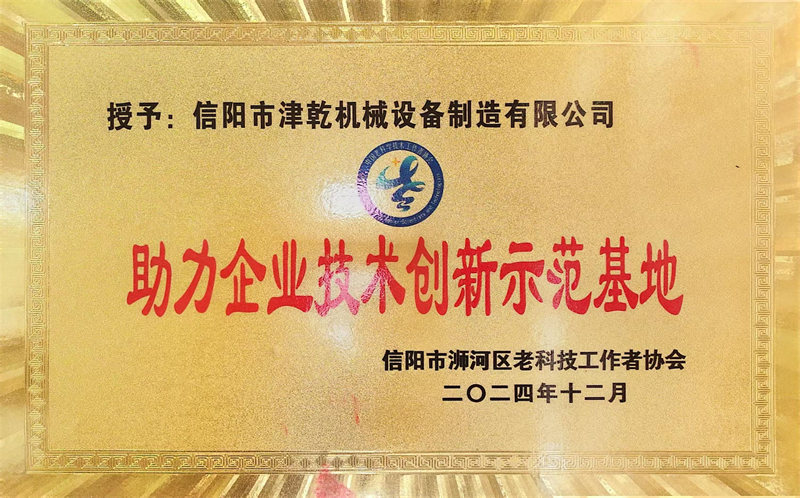 授予：信阳市津乾机械设备制造有限公司
助力企业技术创新示范基地
信阳市浉河区老科技工作者协会
二〇二四年十二月